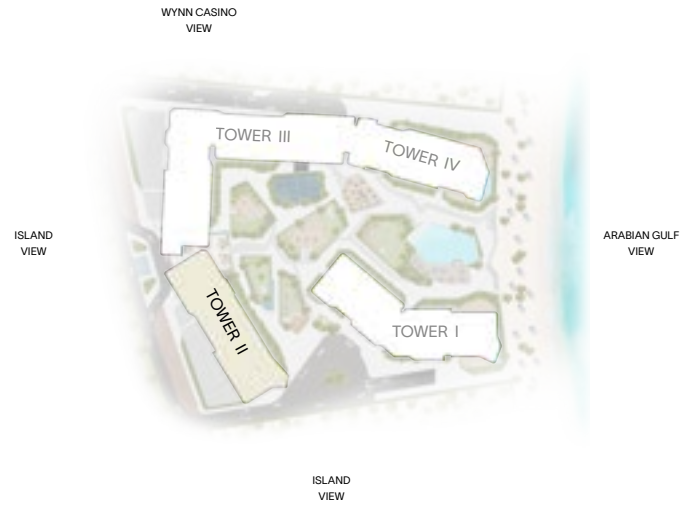 WYNN CASINO
VIEW
TOWER III
TOWER IV
ISLAND
VIEW
ARABIAN GULF
VIEW
TOWER II
TOWER I
ISLAND
VIEW